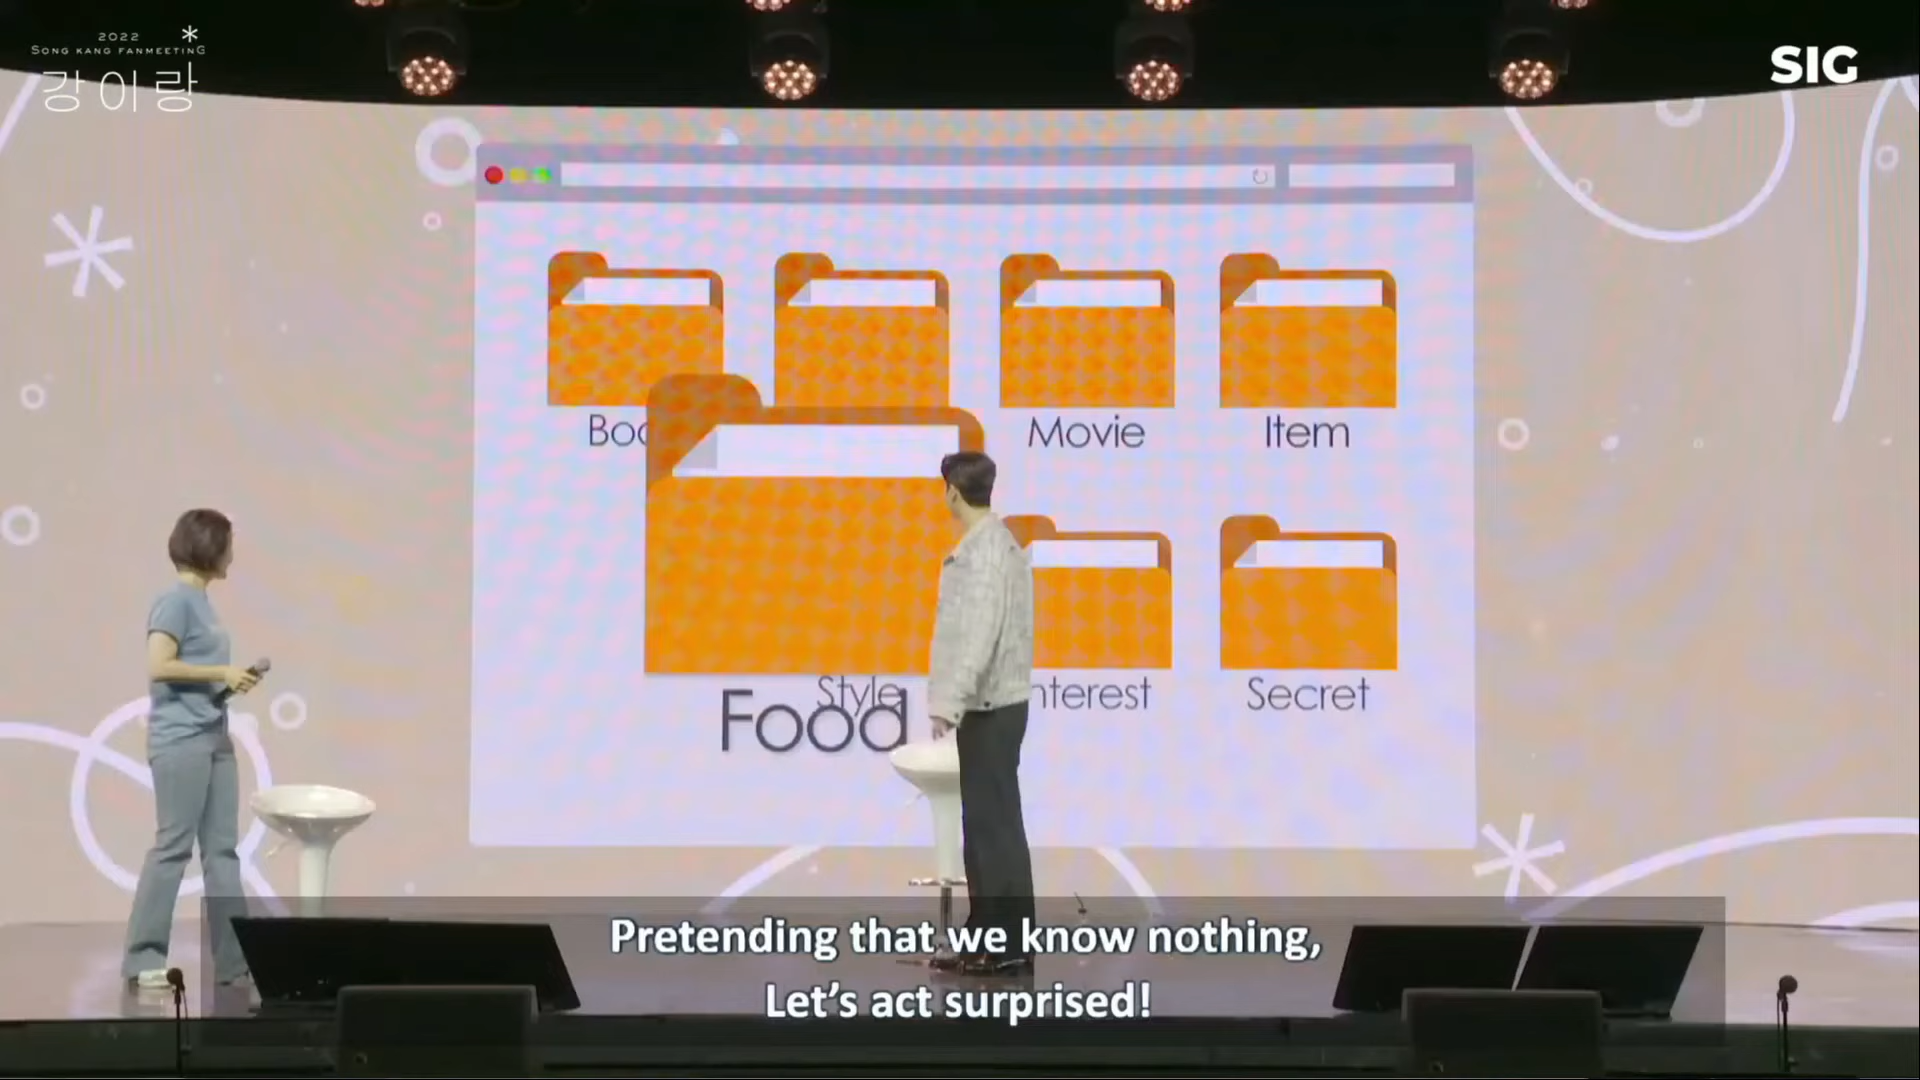 2022
SONG KANG FANMEETING
강이랑
SIG
Movie
Item
Style
Food
Secret
Pretending that we know nothing,
Let's act surprised!